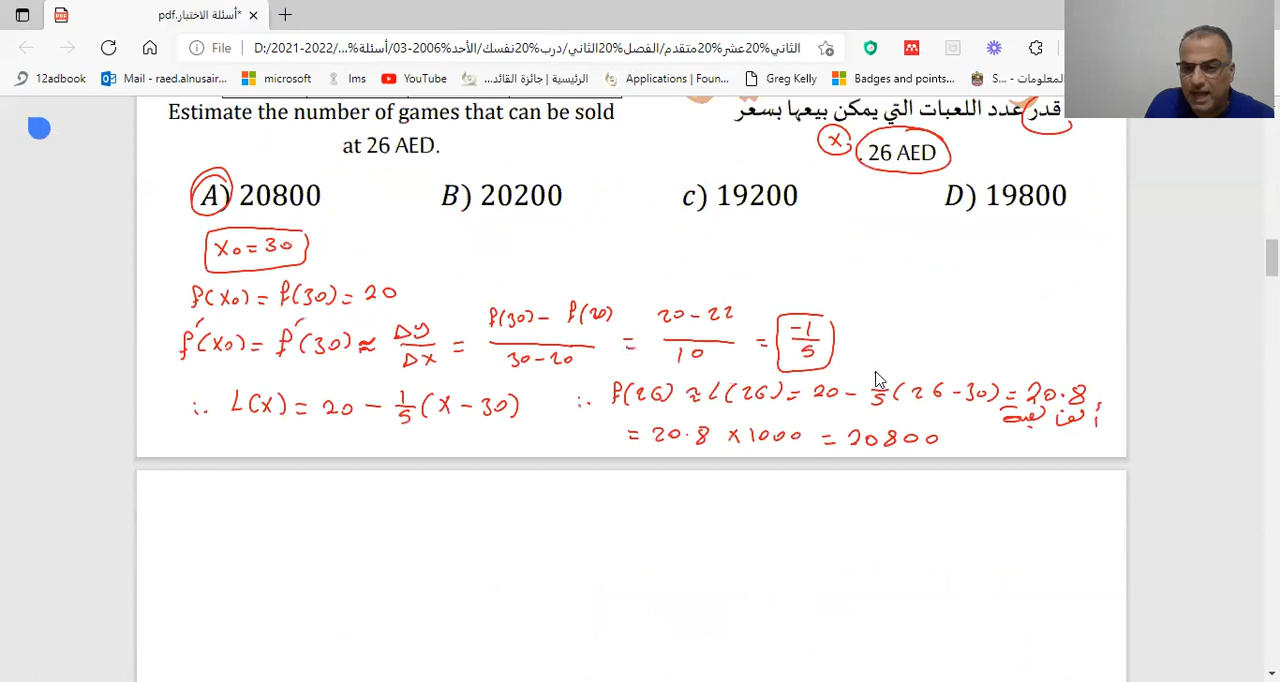 أسئلة الاختبار.pdf*
File
D:/2021-2022/الثاني%20عشر%20متقدم/الفصل%20الثاني/درب%20نفسك/الأحد%2006-03أسئلة%20...
12adbook
Mail - raed.alnusair...
microsoft
lms
YouTube
الرئيسية | جائزة القائد...
Applications | Foun...
Greg Kelly
Badges and points...
S... - المعلومات
Estimate the number of games that can be sold
at 26 AED.
قدر عدد اللعبات التي يمكن بيعها بسعر
x
. 26 AED
A) 20800 B) 20200 c) 19200 D) 19800
x₀ = 30
f(x₀) = f(30) = 20
f′(x₀) = f′(30) ≈ Δy/Δx = (f(30) - f(20))/(30-20) = (20-22)/10 = -1/5
∴ L(x) = 20 - 1/5 (x - 30)
∴ f(26) ≈ L(26) = 20 - 1/5 (26-30) = 20.8
= 20.8 × 1000 = 20800